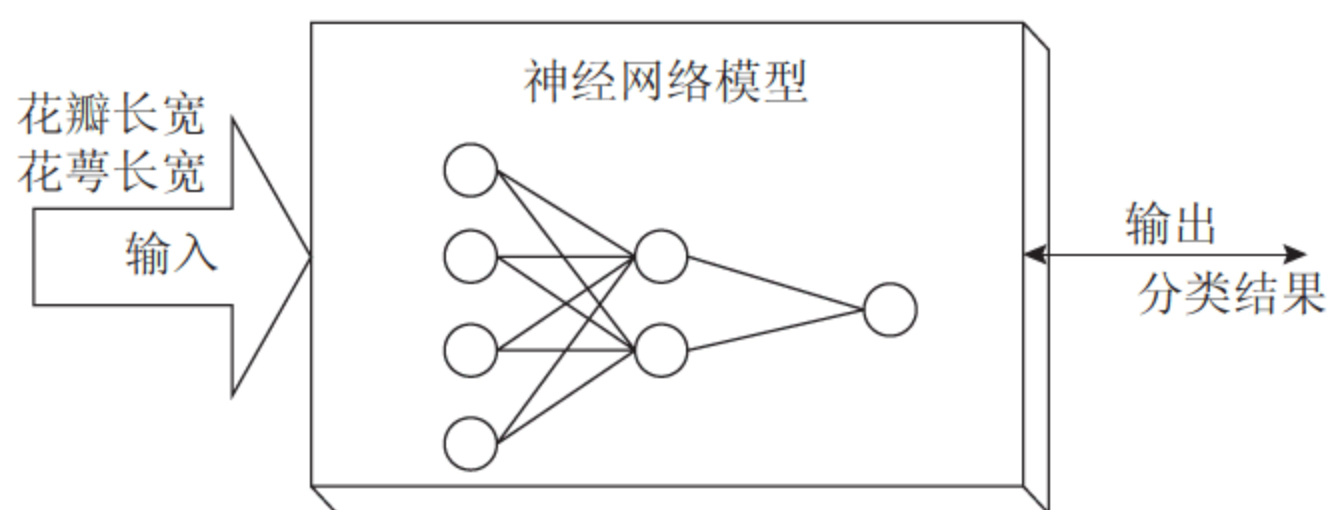 神经网络模型
花瓣长宽
花萼长宽
输入
输出
分类结果